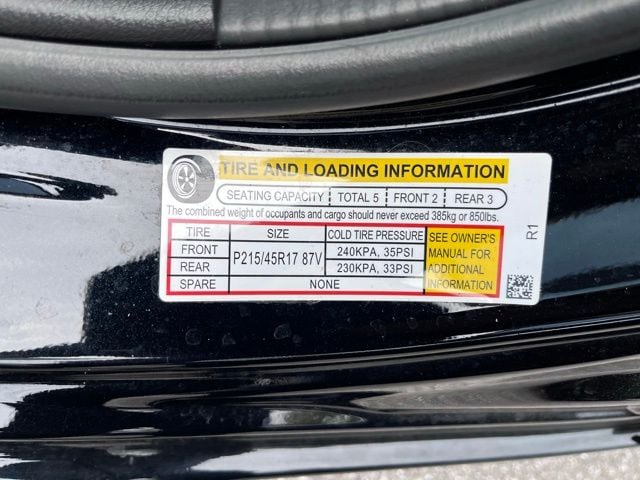 TIRE AND LOADING INFORMATION
SEATING CAPACITY TOTAL 5 FRONT 2 REAR 3
The combined weight of occupants and cargo should never exceed 385kg or 850lbs.
TIRE SIZE COLD TIRE PRESSURE SEE OWNER'S MANUAL FOR ADDITIONAL INFORMATION
FRONT P215/45R17 87V 240KPA, 35PSI
REAR 230KPA, 33PSI
SPARE NONE
R1